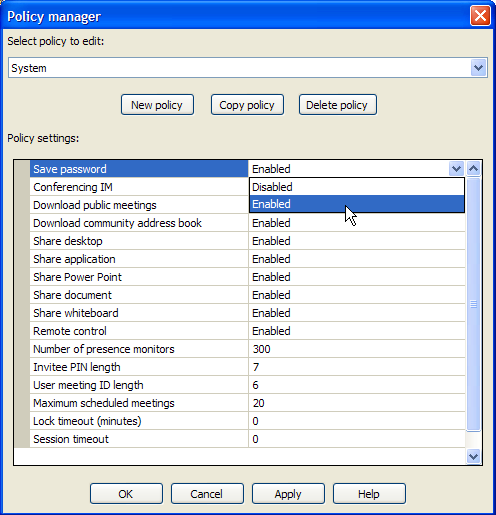 Policy manager
Select policy to edit:
System
New policy Copy policy Delete policy
Policy settings:
Save password Enabled
Conferencing IM Disabled
Download public meetings Enabled
Download community address book Enabled
Share desktop Enabled
Share application Enabled
Share Power Point Enabled
Share document Enabled
Share whiteboard Enabled
Remote control Enabled
Number of presence monitors 300
Invitee PIN length 7
User meeting ID length 6
Maximum scheduled meetings 20
Lock timeout (minutes) 0
Session timeout 0
OK Cancel Apply Help